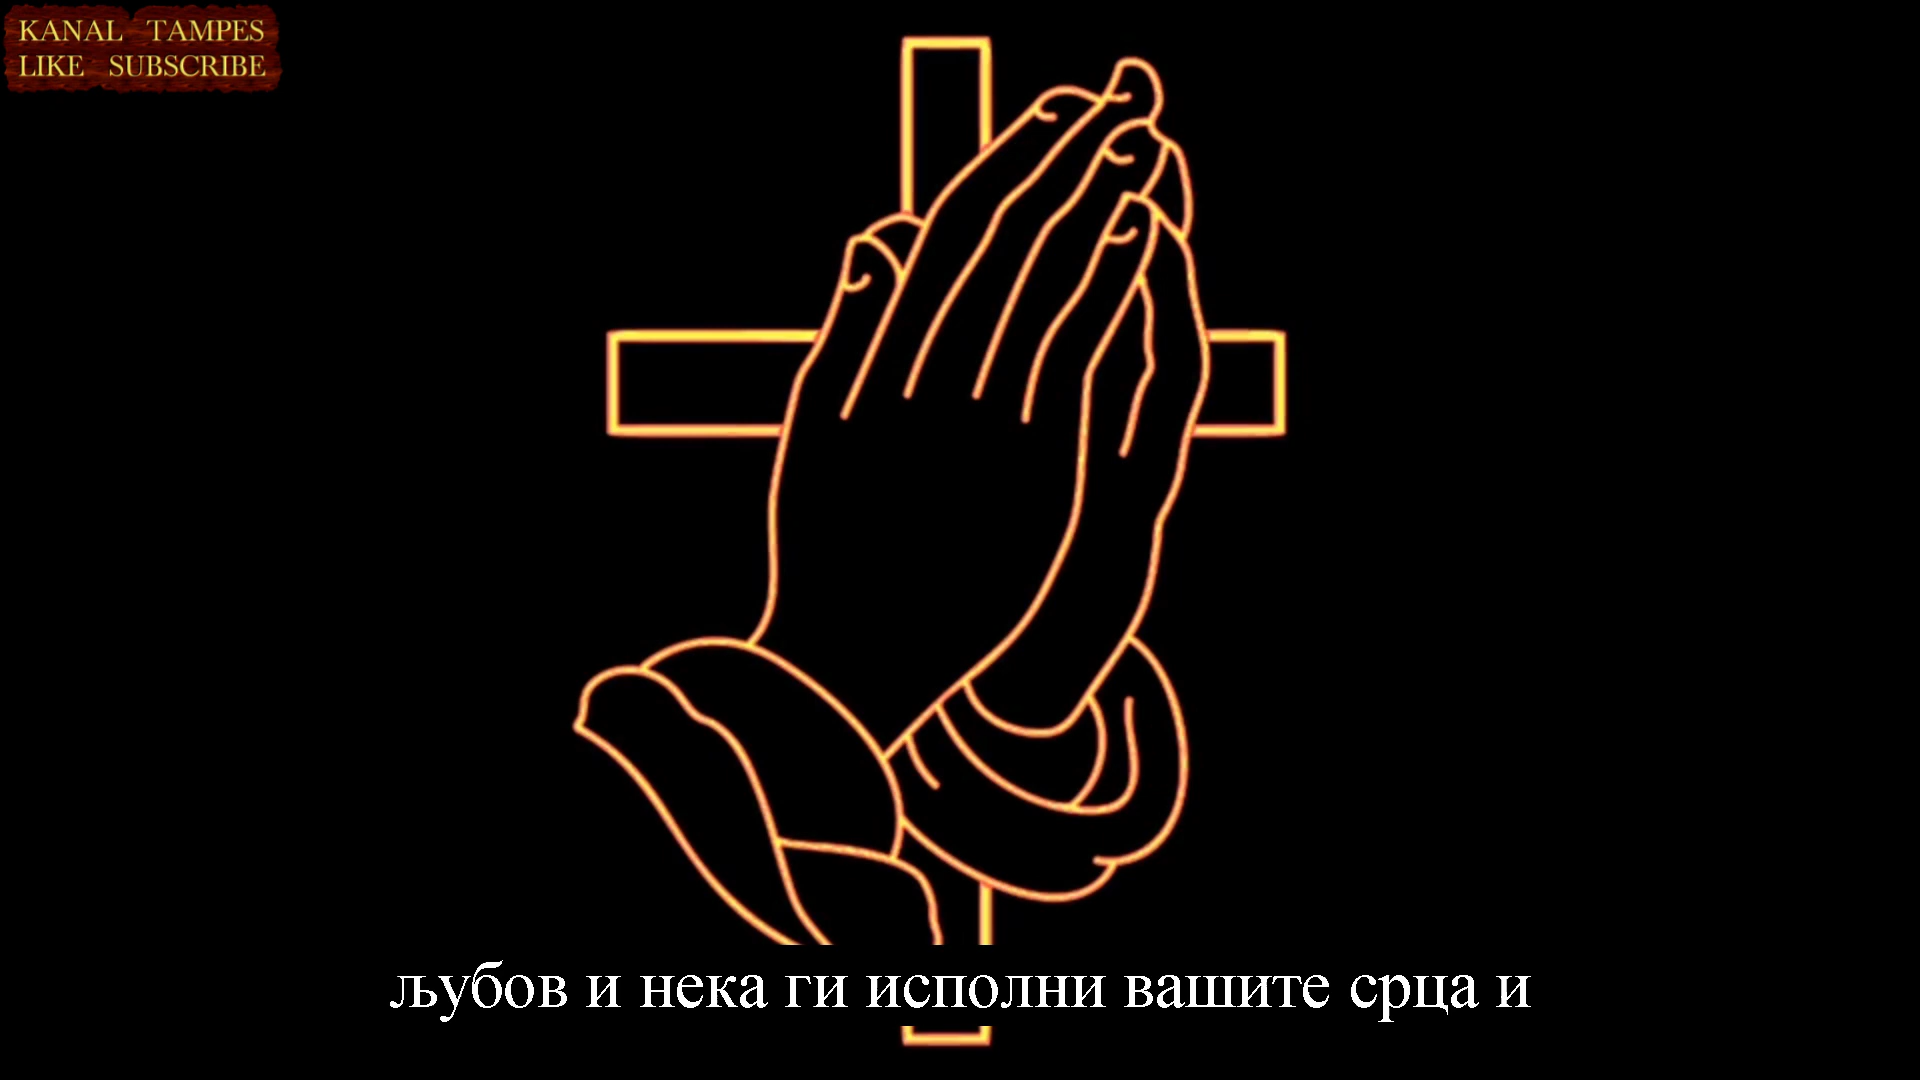 KANAL TAMPES
LIKE SUBSCRIBE
љубов и нека ги исполни вашите срца и